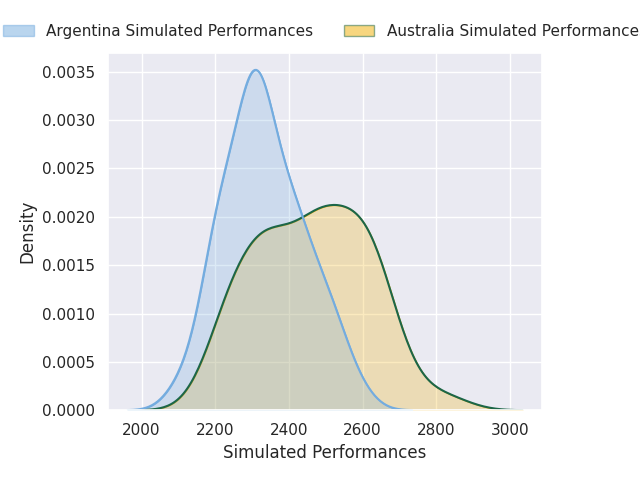 Argentina Simulated Performances
Australia Simulated Performance
0.0035
0.0030
0.0025
0.0020
0.0015
0.0010
0.0005
0.0000
Density
2000 2200 2400 2600 2800 3000
Simulated Performances